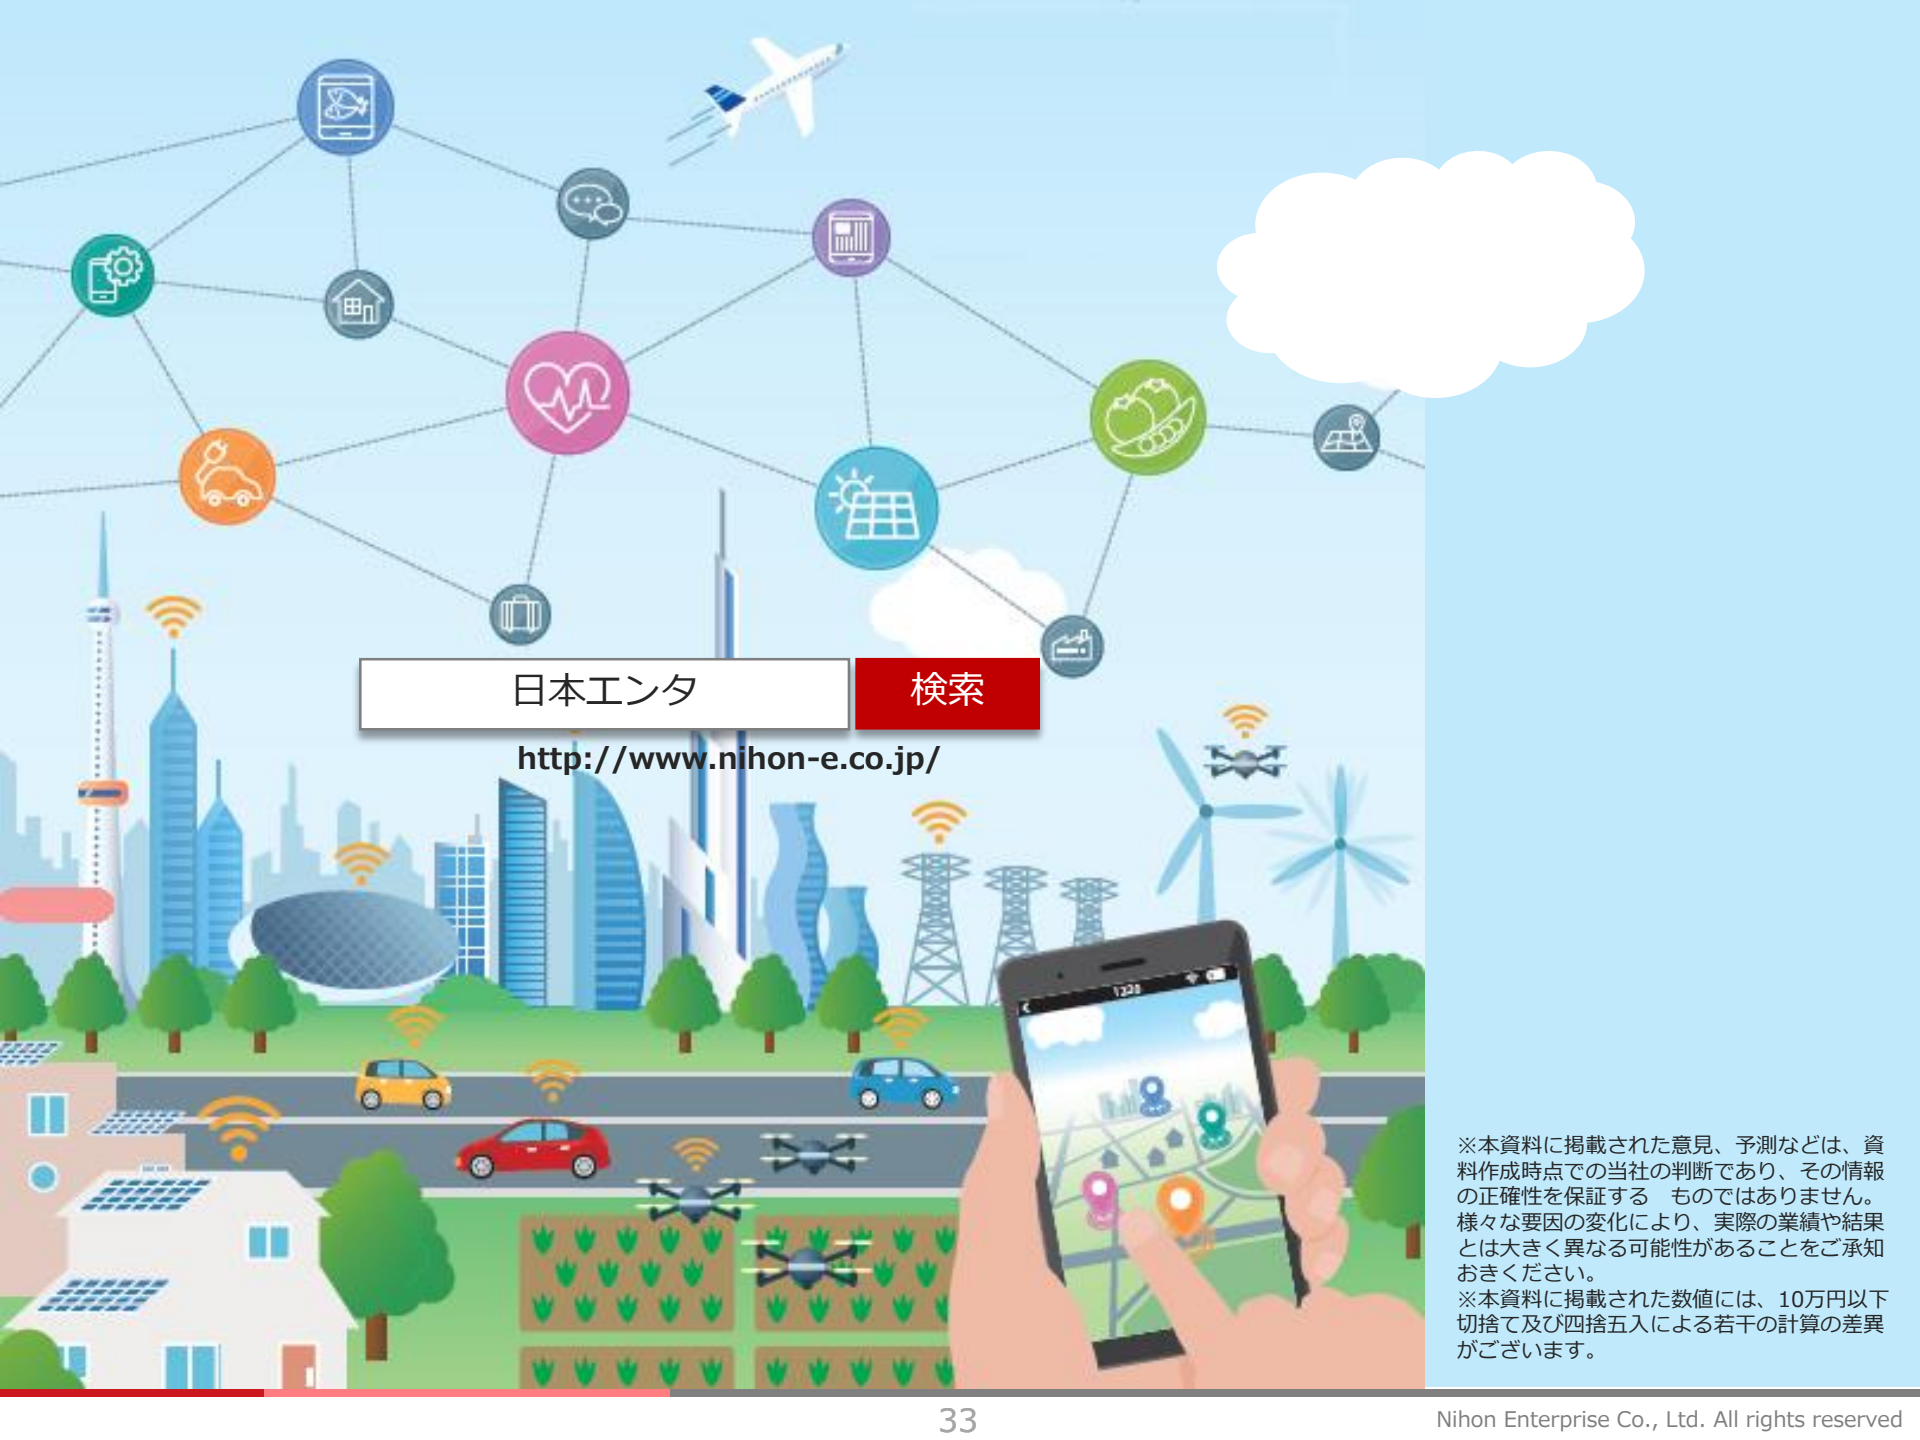 日本エンタ
検索
http://www.nihon-e.co.jp/
※本資料に掲載された意見、予測などは、資
料作成時点での当社の判断であり、その情報
の正確性を保証する　ものではありません。
様々な要因の変化により、実際の業績や結果
とは大きく異なる可能性があることをご承知
おきください。
※本資料に掲載された数値には、10万円以下
切捨て及び四捨五入による若干の計算の差異
がございます。
33
Nihon Enterprise Co., Ltd. All rights reserved